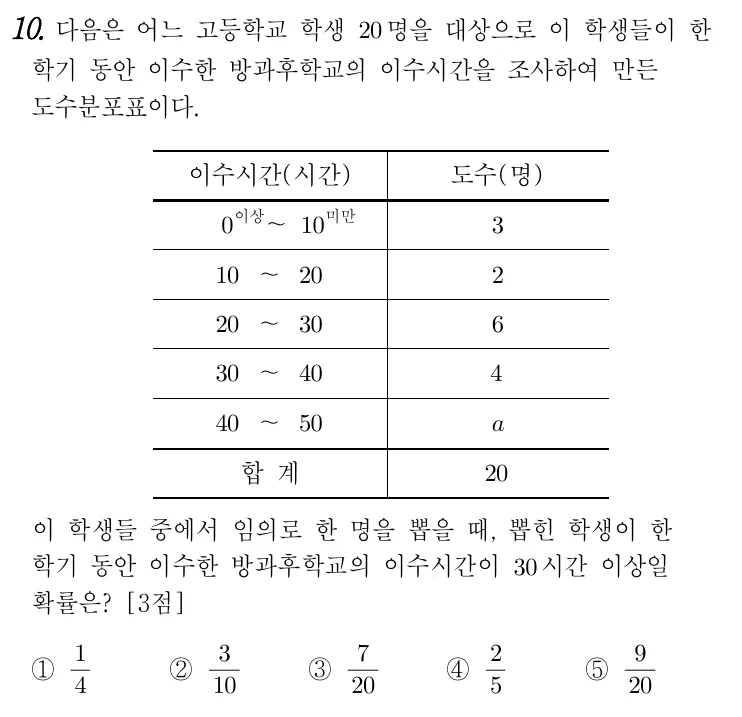 10. 다음은 어느 고등학교 학생 20명을 대상으로 이 학생들이 한
학기 동안 이수한 방과후학교의 이수시간을 조사하여 만든
도수분포표이다.
이수시간(시간) 도수(명)
0이상 ~ 10미만 3
10 ~ 20 2
20 ~ 30 6
30 ~ 40 4
40 ~ 50 a
합 계 20
이 학생들 중에서 임의로 한 명을 뽑을 때, 뽑힌 학생이 한
학기 동안 이수한 방과후학교의 이수시간이 30시간 이상일
확률은? [3점]
① 1/4 ② 3/10 ③ 7/20 ④ 2/5 ⑤ 9/20